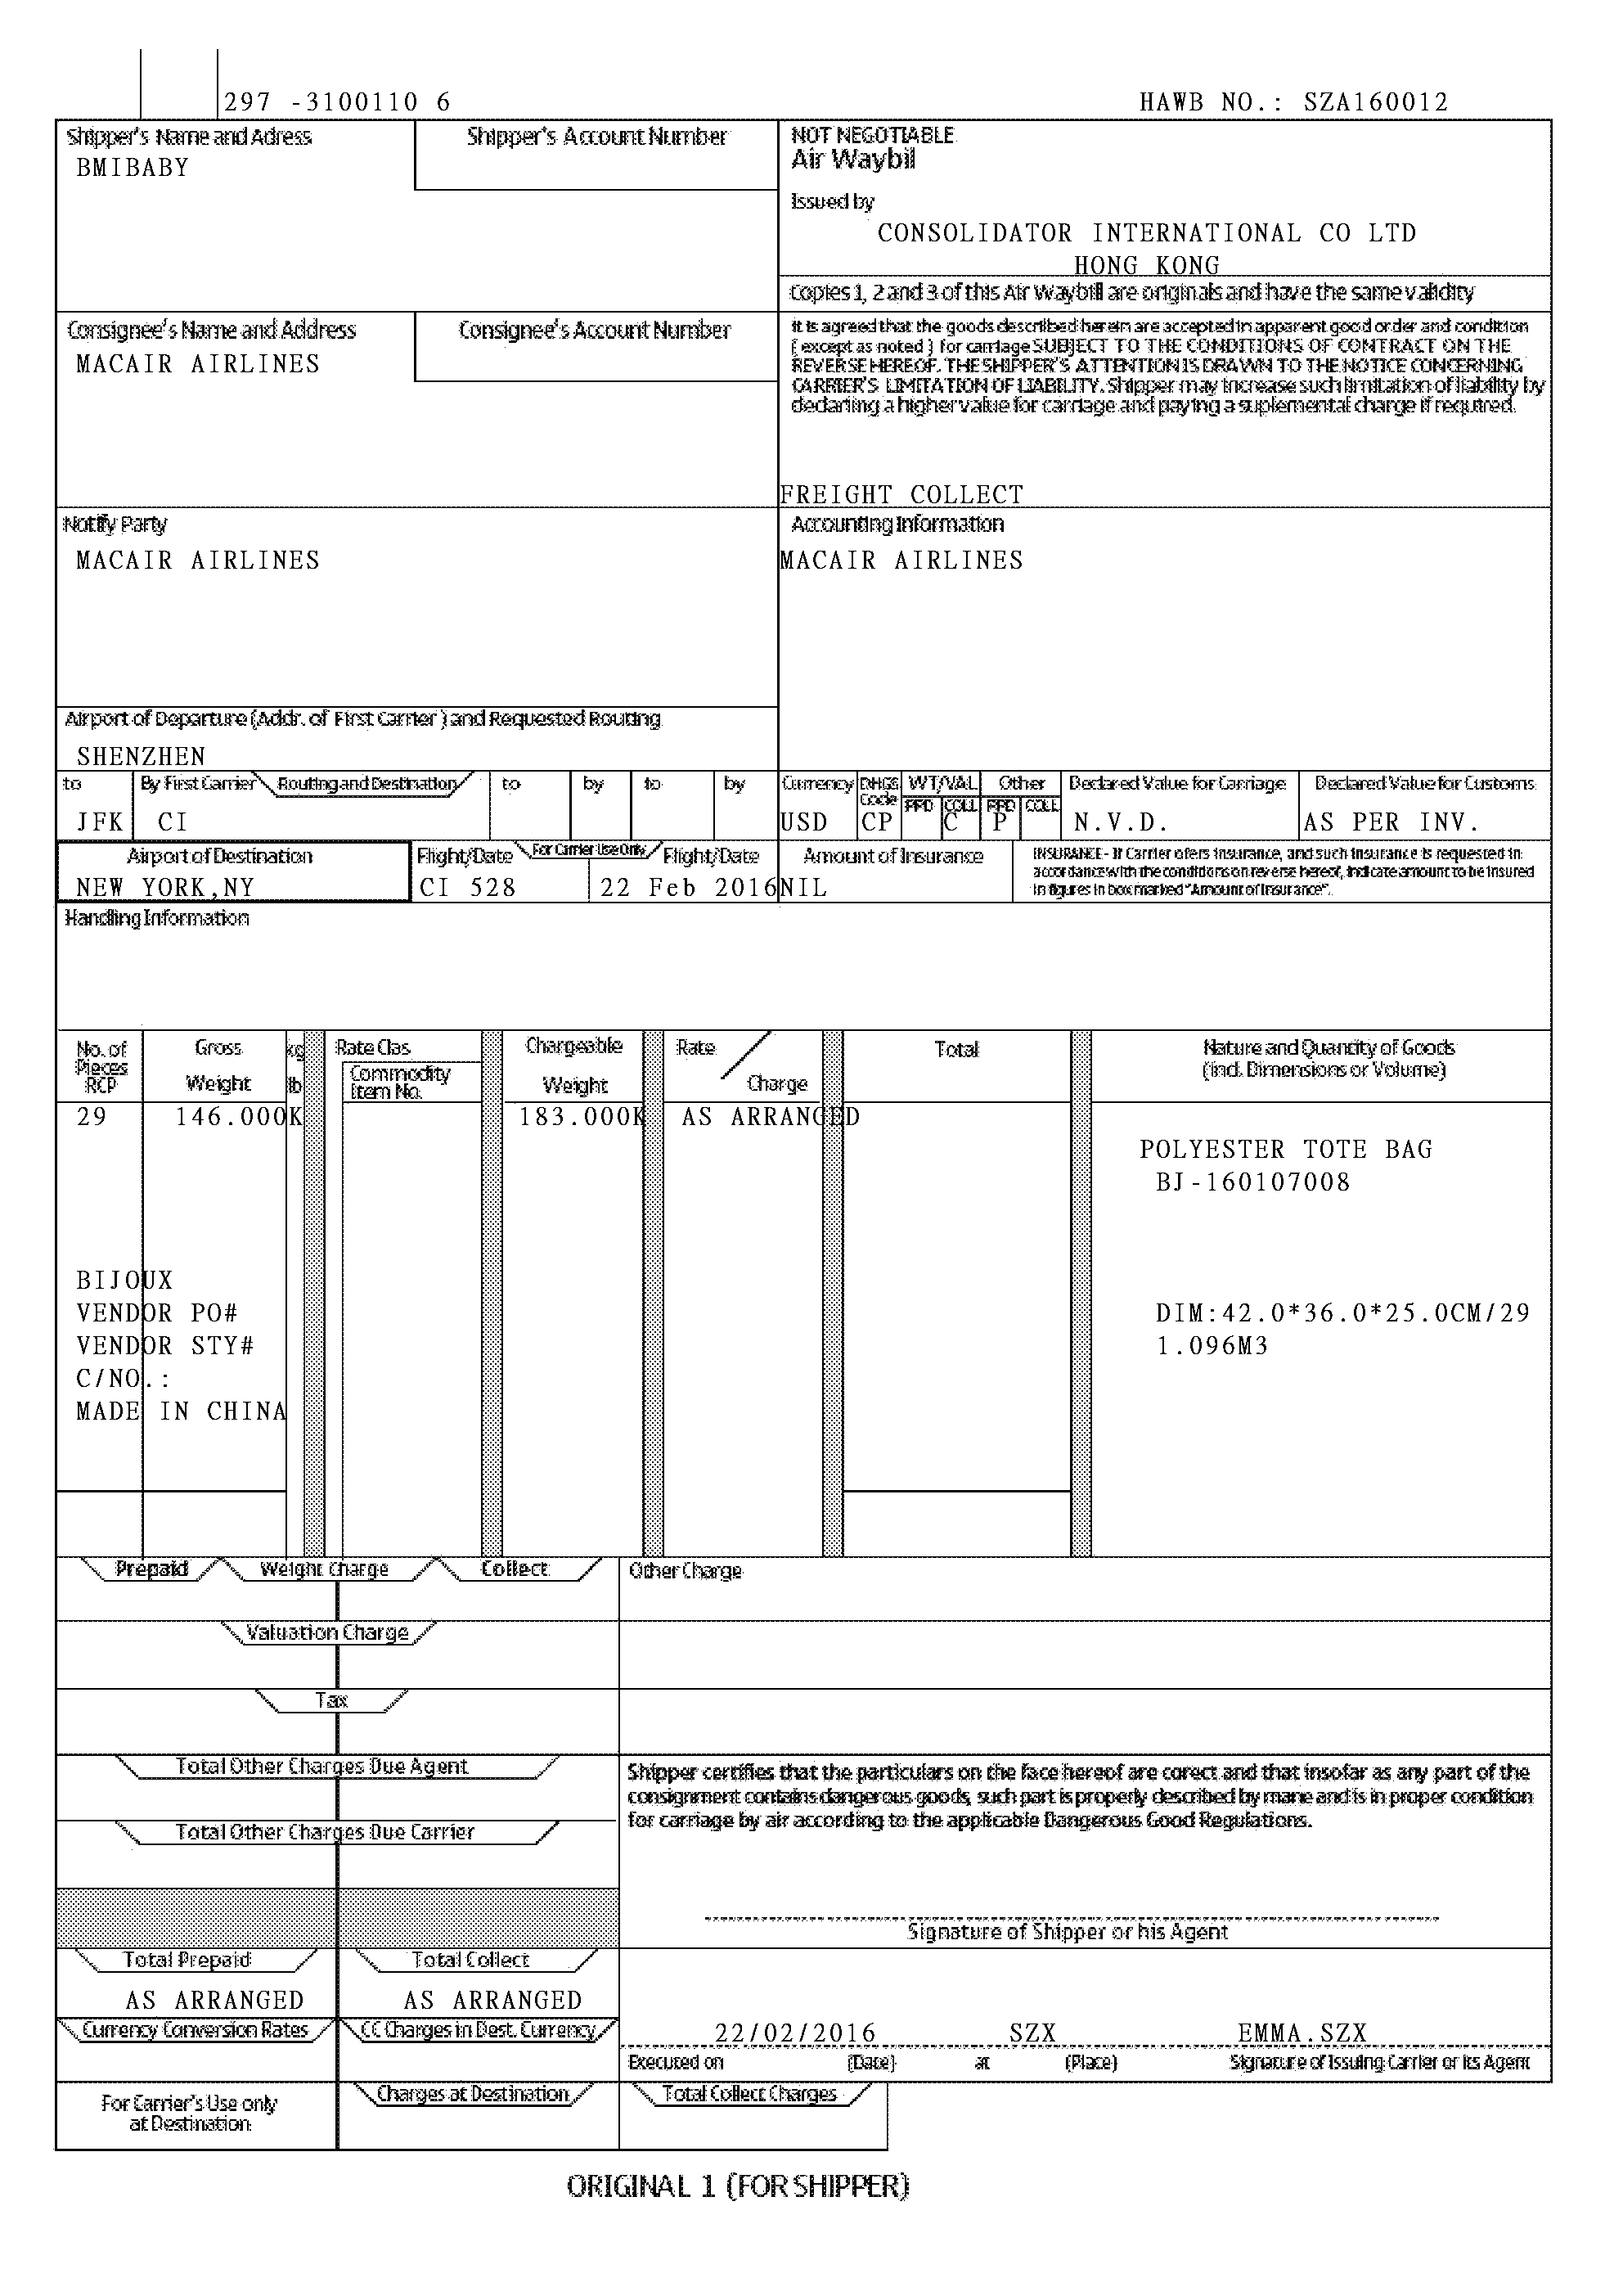 297 -3100110 6 HAWB NO.: SZA160012
Shipper's Name and Adress Shipper's Account Number
BMIBABY
NOT NEGOTIABLE
Air Waybil
Issued by
CONSOLIDATOR INTERNATIONAL CO LTD
HONG KONG
Copies 1, 2 and 3 of this Air Waybill are originals and have the same validity
Consignee's Name and Address Consignee's Account Number
MACAIR AIRLINES
It is agreed that the goods described herein are accepted in apparent good order and condition
( except as noted ) for carriage SUBJECT TO THE CONDITIONS OF CONTRACT ON THE
REVERSE HEREOF. THE SHIPPER'S ATTENTION IS DRAWN TO THE NOTICE CONCERNING
CARRIER'S LIMITATION OF LIABILITY. Shipper may increase such limitation of liability by
declaring a higher value for carriage and paying a suplemental charge if required.
FREIGHT COLLECT
Notify Party
MACAIR AIRLINES
Accounting Information
MACAIR AIRLINES
Airport of Departure (Addr. of First Carrier ) and Requested Routing
SHENZHEN
to By First Carrier Routing and Destination to by to by Currency CHGS Code WT/VAL Other Declared Value for Carriage Declared Value for Customs
PPD COLL PPD COLL
JFK CI USD CP C P N.V.D. AS PER INV.
Airport of Destination Flight/Date For Carrier Use Only Flight/Date Amount of Insurance
NEW YORK,NY CI 528 22 Feb 2016 NIL
INSURANCE - If Carrier ofers insurance, and such insurance is requested in
accordance with the conditions on reverse hereof, indicate amount to be insured
in figures in box marked "Amount of Insurance".
Handling Information
No. of Pieces RCP Gross Weight kg lb Rate Clas Commodity Item No. Chargeable Weight Rate / Charge Total Nature and Quantity of Goods
(incl. Dimensions or Volume)
29 146.000K 183.000K AS ARRANGED
POLYESTER TOTE BAG
BJ-160107008
BIJOUX
VENDOR PO# DIM:42.0*36.0*25.0CM/29
VENDOR STY# 1.096M3
C/NO.:
MADE IN CHINA
Prepaid Weight Charge Collect Other Charge
Valuation Charge
Tax
Total Other Charges Due Agent
Shipper certifies that the particulars on the face hereof are corect and that insofar as any part of the
consignment contains dangerous goods, such part is properly described by mane and is in proper condition
for carriage by air according to the applicable Dangerous Good Regulations.
Total Other Charges Due Carrier
Signature of Shipper or his Agent
Total Prepaid Total Collect
AS ARRANGED AS ARRANGED
Currency Conversion Rates CC Charges in Dest. Currency
22/02/2016 SZX EMMA.SZX
Executed on (Date) at (Place) Signature of Issuing Carrier or its Agent
For Carrier's Use only
at Destination
Charges at Destination Total Collect Charges
ORIGINAL 1 (FOR SHIPPER)